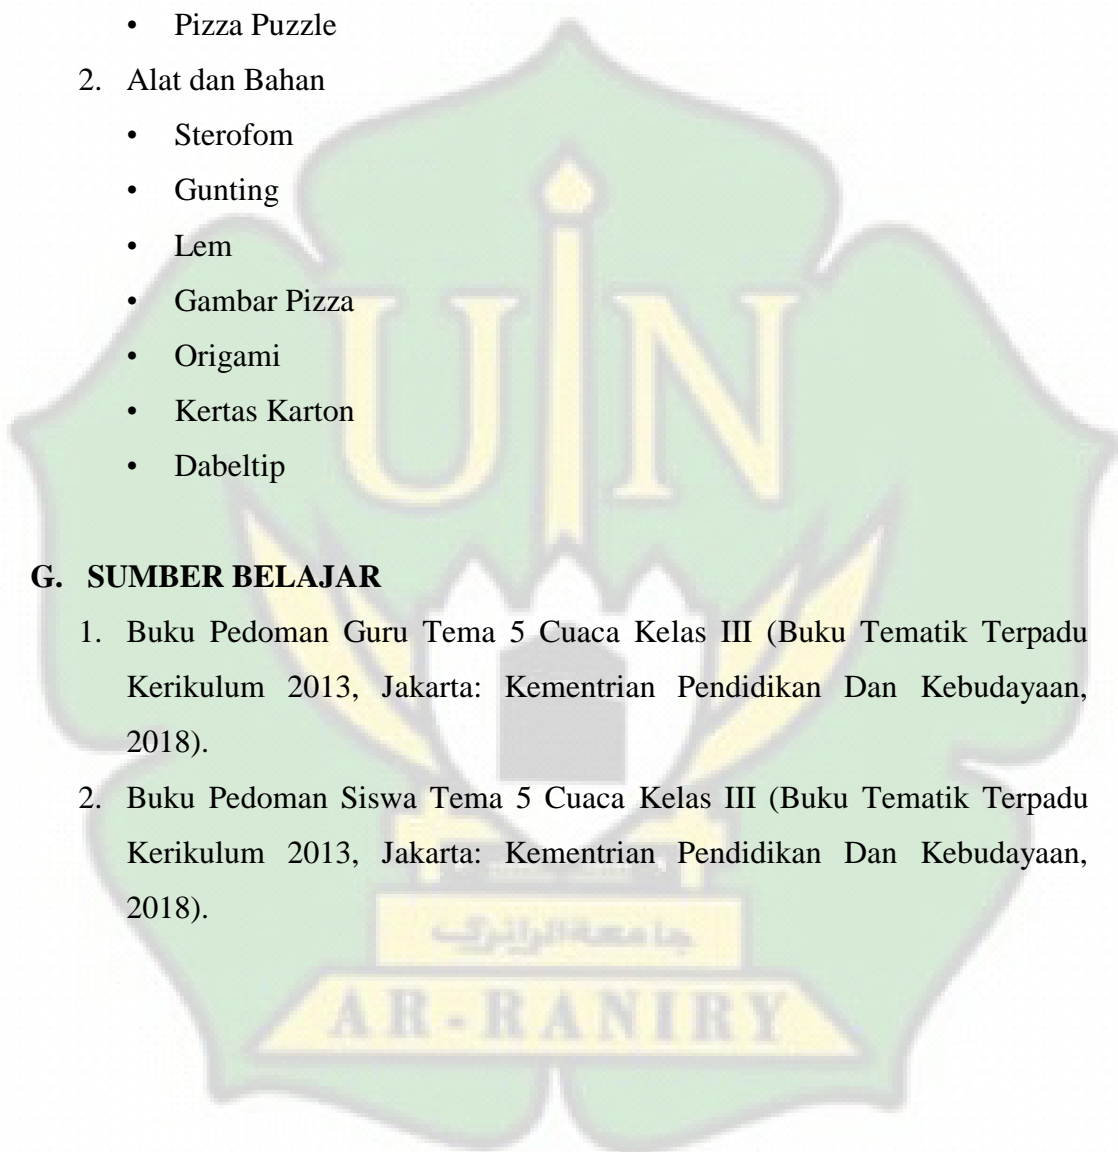 • Pizza Puzzle
2. Alat dan Bahan
• Sterofom
• Gunting
• Lem
• Gambar Pizza
• Origami
• Kertas Karton
• Dabeltip
G. SUMBER BELAJAR
1. Buku Pedoman Guru Tema 5 Cuaca Kelas III (Buku Tematik Terpadu
Kerikulum 2013, Jakarta: Kementrian Pendidikan Dan Kebudayaan,
2018).
2. Buku Pedoman Siswa Tema 5 Cuaca Kelas III (Buku Tematik Terpadu
Kerikulum 2013, Jakarta: Kementrian Pendidikan Dan Kebudayaan,
2018).
UIN
جامعة الرانري
AR-RANIRY